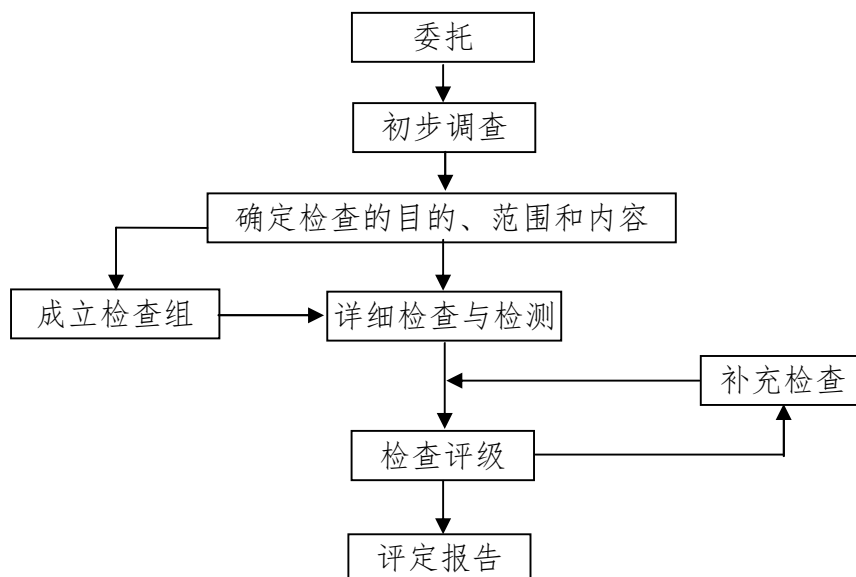 委托
初步调查
确定检查的目的、范围和内容
成立检查组
详细检查与检测
补充检查
检查评级
评定报告